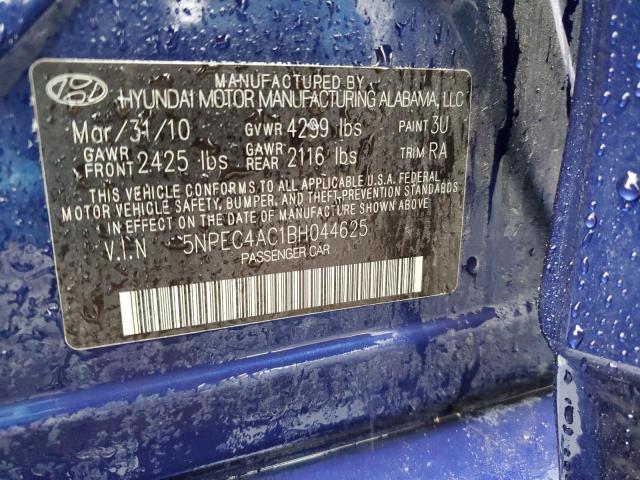 MANUFACTURED BY
HYUNDAI MOTOR MANUFACTURING ALABAMA, LLC
Mar/31/10 GVWR 4299 lbs PAINT 3U
GAWR FRONT 2425 lbs GAWR REAR 2116 lbs TRIM RA
THIS VEHICLE CONFORMS TO ALL APPLICABLE U.S.A. FEDERAL
MOTOR VEHICLE SAFETY, BUMPER, AND THEFT PREVENTION STANDARDS
IN EFFECT ON THE DATE OF MANUFACTURE SHOWN ABOVE.
V.I.N 5NPEC4AC1BH044625
PASSENGER CAR